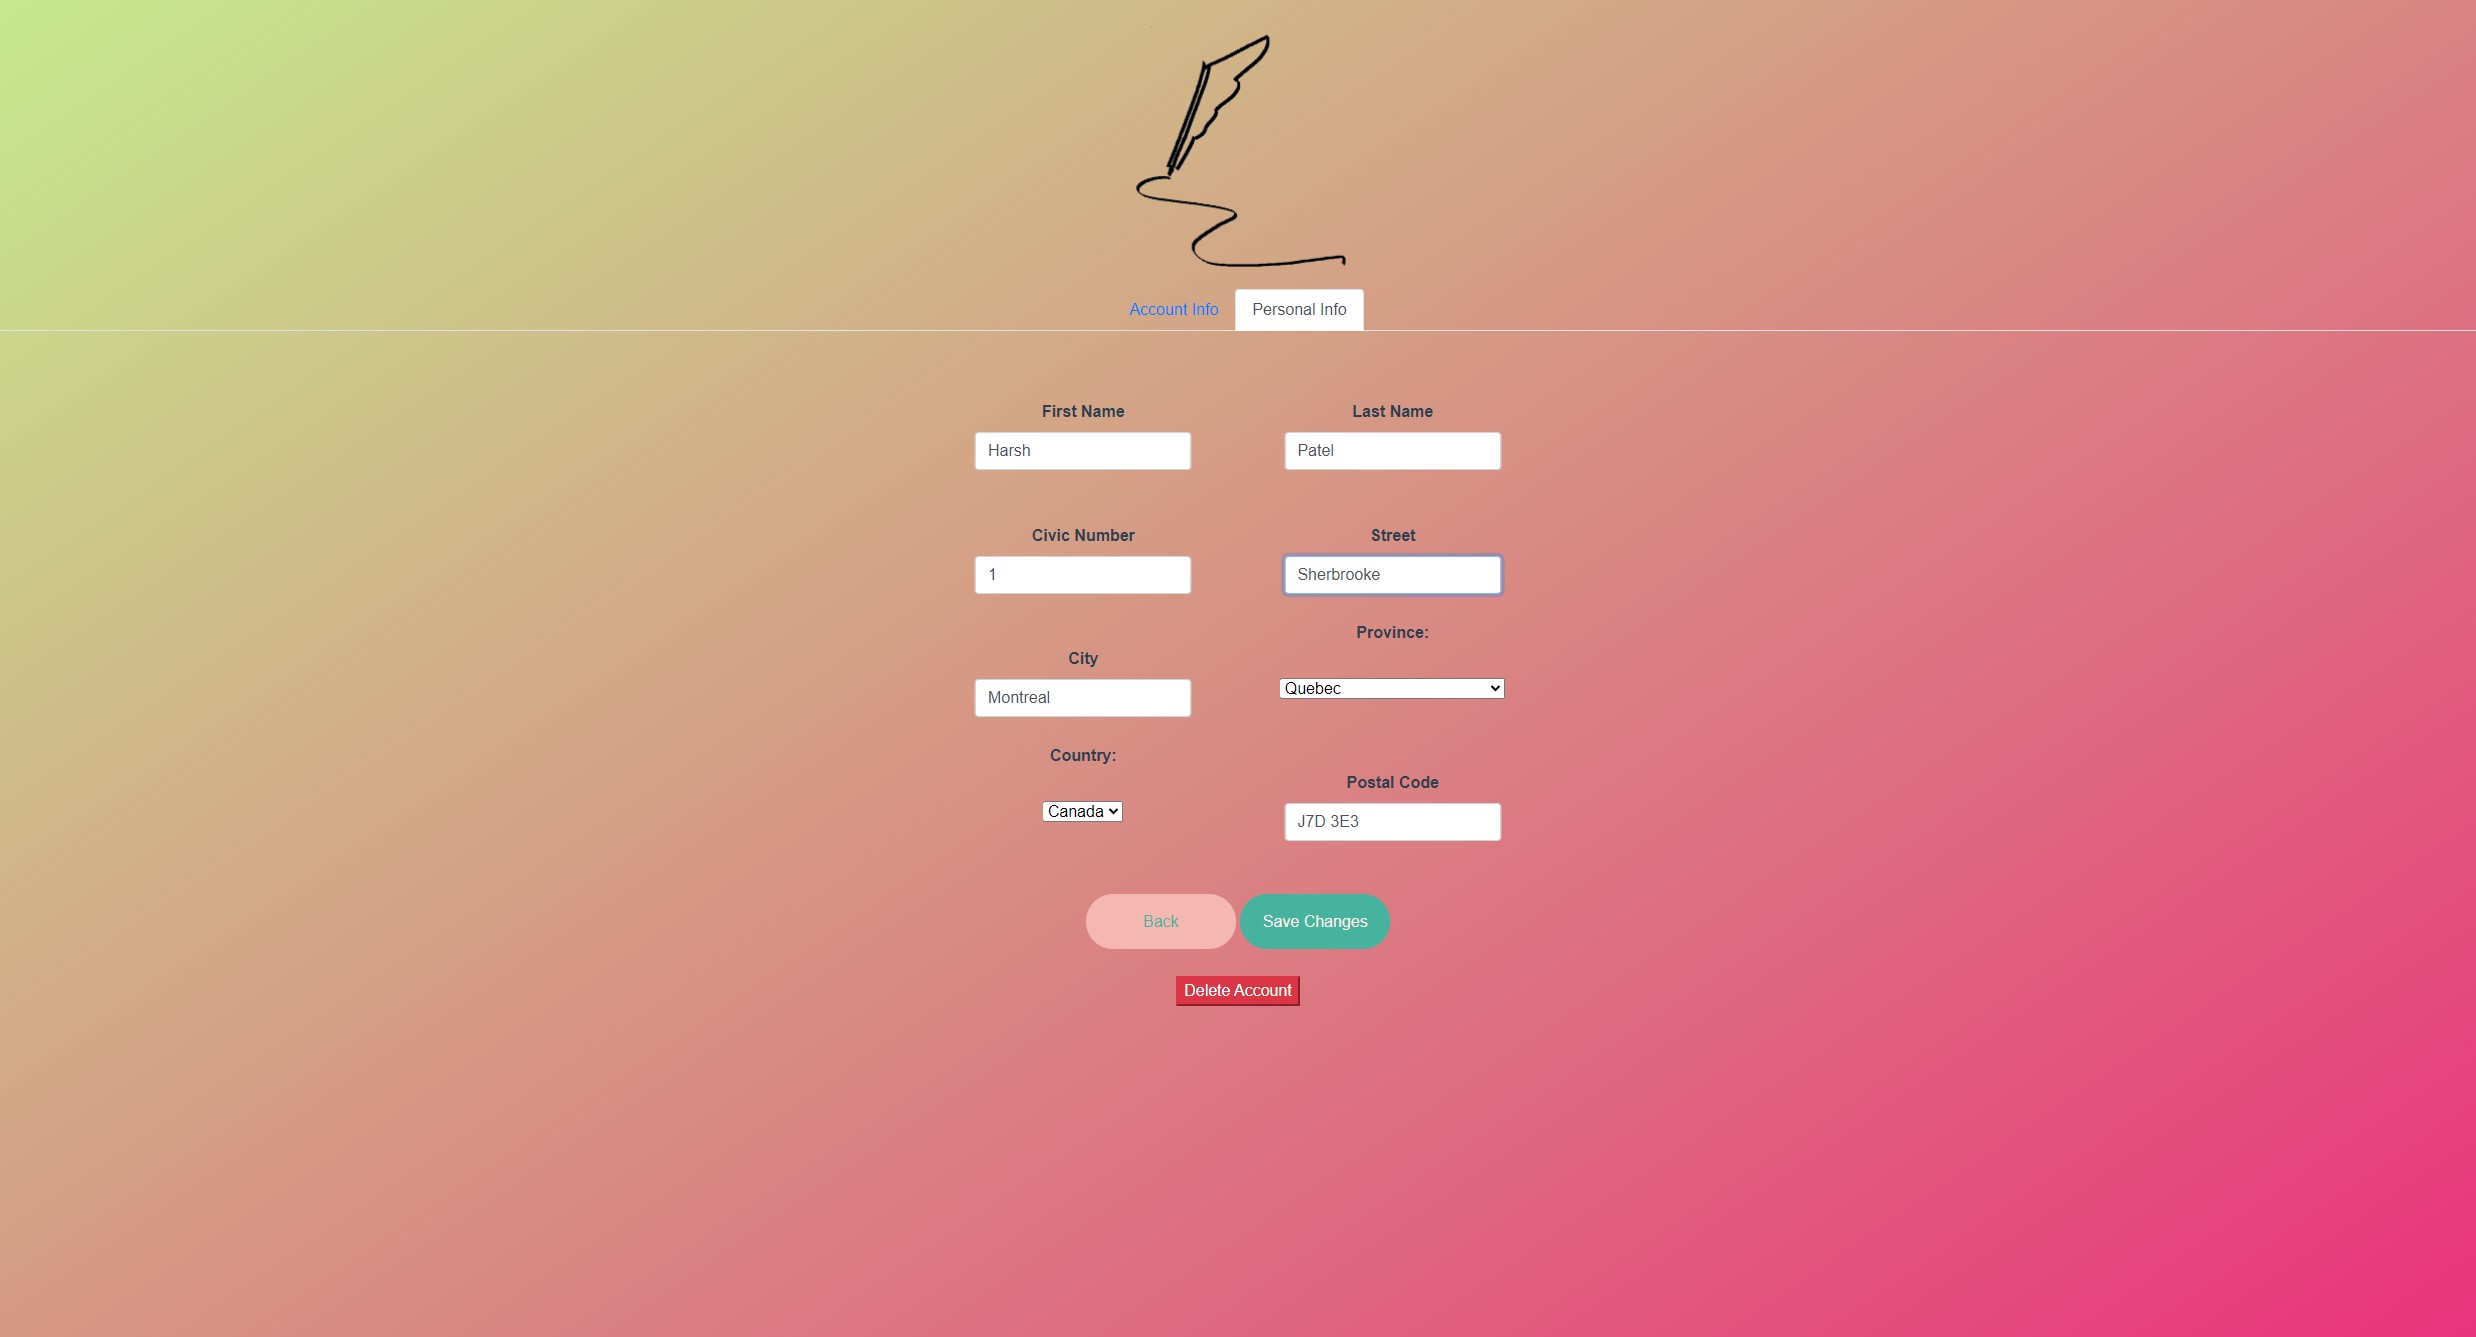 Account Info Personal Info
First Name Last Name
Harsh Patel
Civic Number Street
1 Sherbrooke
Province:
City
Quebec
Montreal
Country:
Postal Code
Canada
J7D 3E3
Back Save Changes
Delete Account